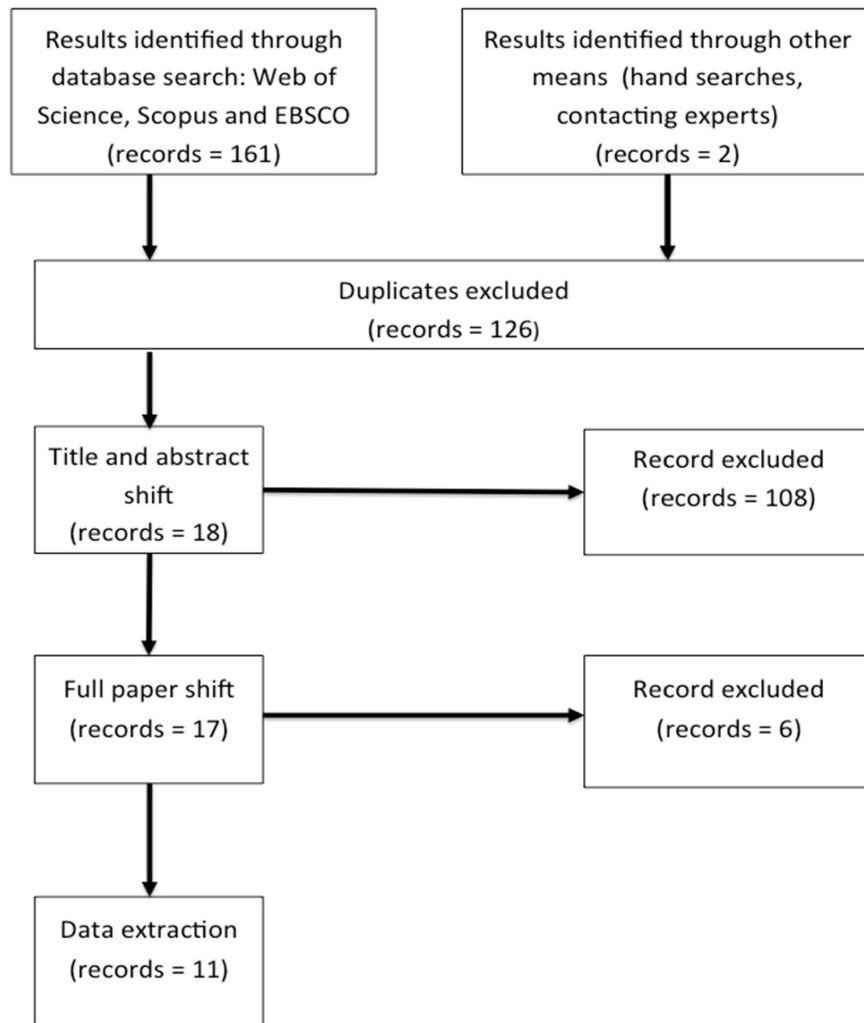 Results identified through
database search: Web of
Science, Scopus and EBSCO
(records = 161)
Results identified through other
means (hand searches,
contacting experts)
(records = 2)
Duplicates excluded
(records = 126)
Title and abstract
shift
(records = 18)
Record excluded
(records = 108)
Full paper shift
(records = 17)
Record excluded
(records = 6)
Data extraction
(records = 11)